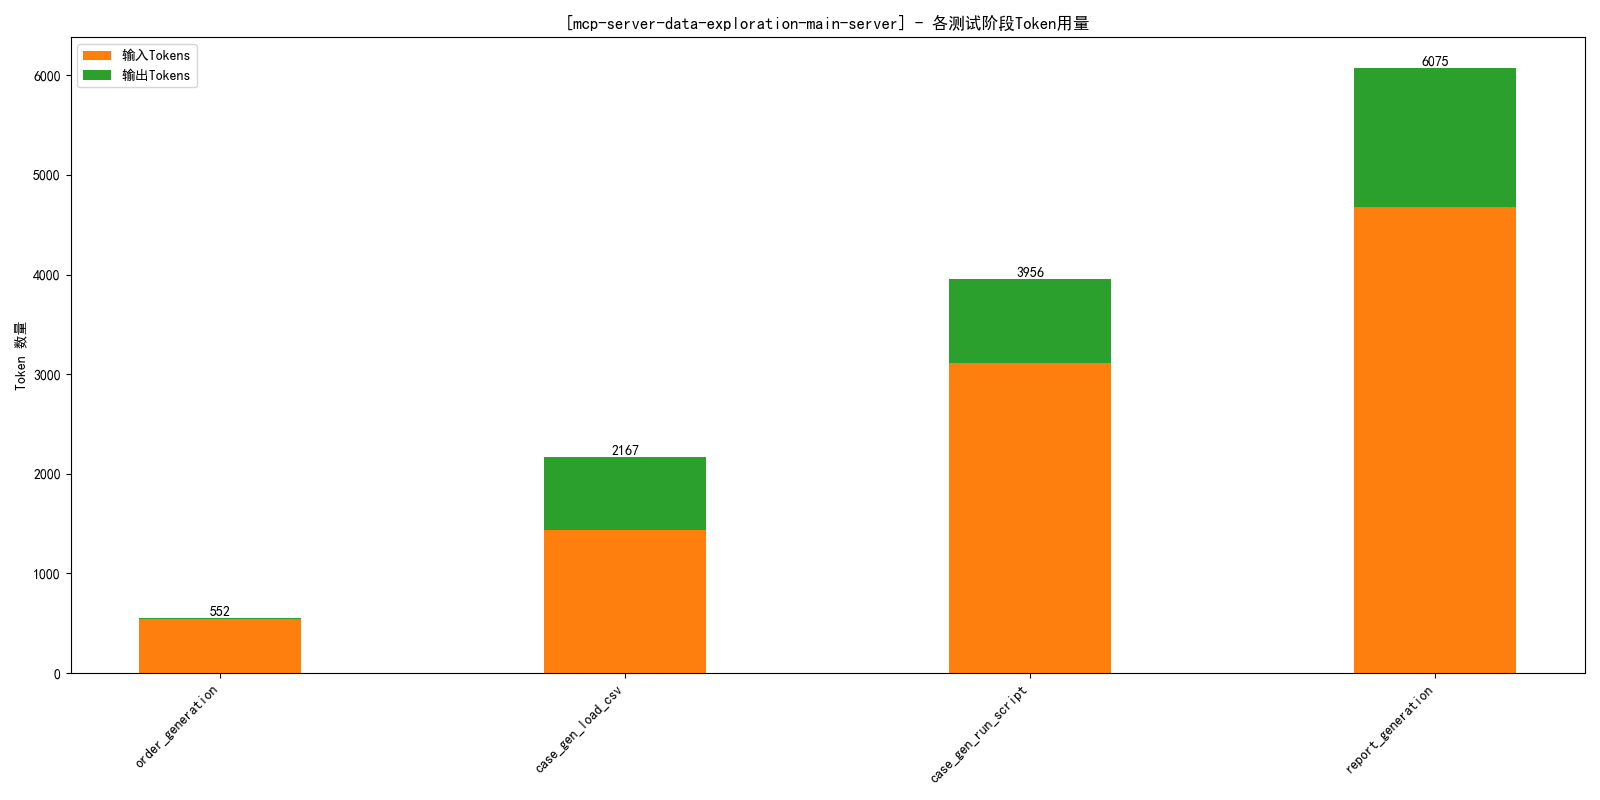 [mcp-server-data-exploration-main-server] - 各测试阶段Token用量
输入Tokens
输出Tokens
Token 数量
6000
5000
4000
3000
2000
1000
0
552
2167
3956
6075
order_generation
case_gen_load_csv
case_gen_run_script
report_generation